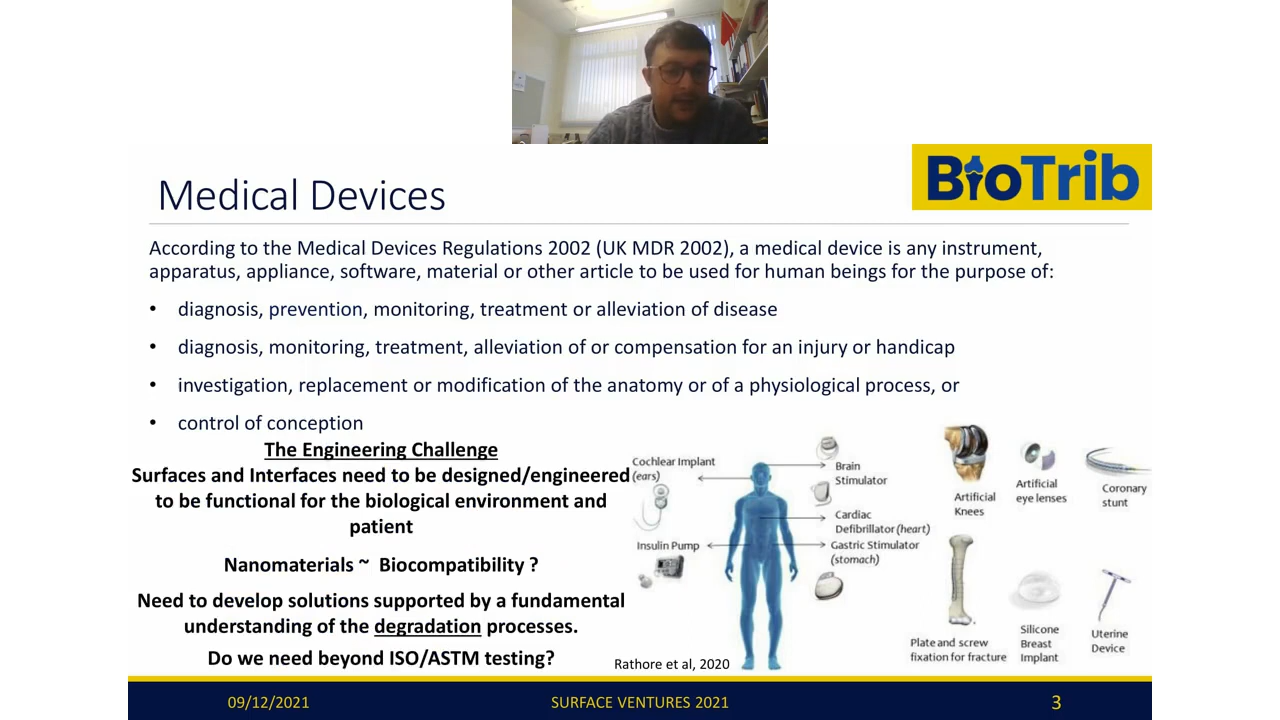 BioTrib
Medical Devices
According to the Medical Devices Regulations 2002 (UK MDR 2002), a medical device is any instrument,
apparatus, appliance, software, material or other article to be used for human beings for the purpose of:
• diagnosis, prevention, monitoring, treatment or alleviation of disease
• diagnosis, monitoring, treatment, alleviation of or compensation for an injury or handicap
• investigation, replacement or modification of the anatomy or of a physiological process, or
• control of conception
The Engineering Challenge
Surfaces and Interfaces need to be designed/engineered
to be functional for the biological environment and
patient
Nanomaterials ~ Biocompatibility ?
Need to develop solutions supported by a fundamental
understanding of the degradation processes.
Do we need beyond ISO/ASTM testing?
Cochlear Implant
(ears)
Insulin Pump
Brain
Stimulator
Cardiac
Defibrillator (heart)
Gastric Stimulator
(stomach)
Artificial
Knees
Artificial
eye lenses
Coronary
stunt
Plate and screw
fixation for fracture
Silicone
Breast
Implant
Uterine
Device
Rathore et al, 2020
09/12/2021
SURFACE VENTURES 2021
3